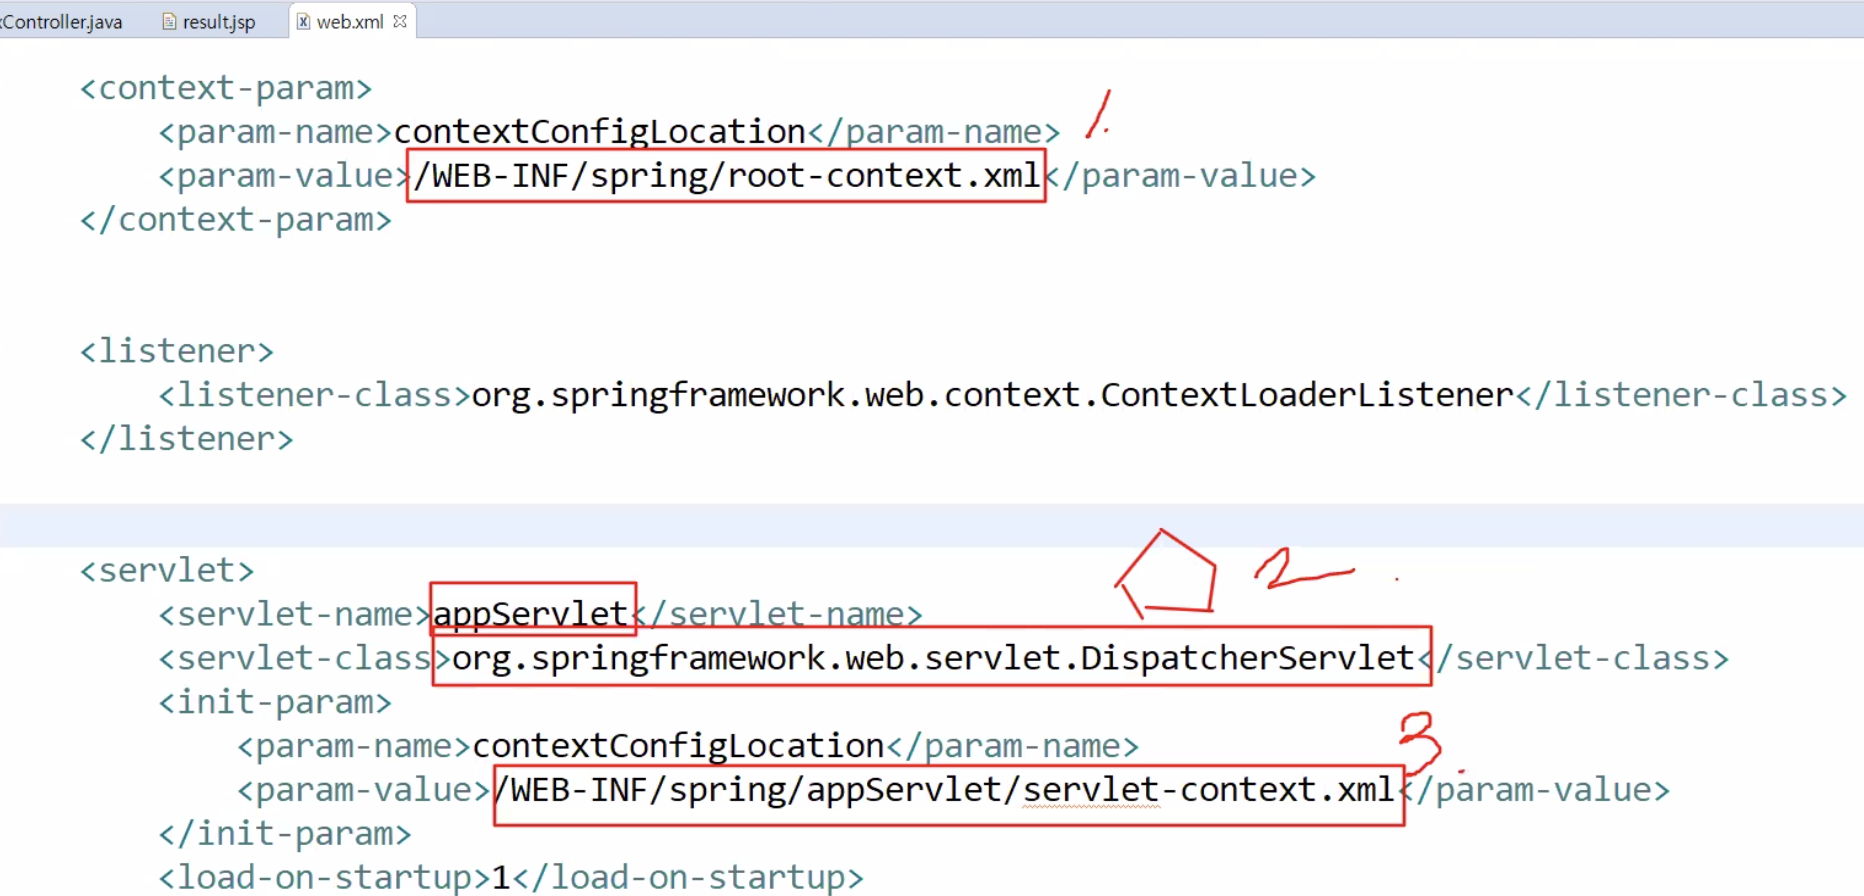 Controller.java result.jsp web.xml
<context-param>
<param-name>contextConfigLocation</param-name> 1.
<param-value>/WEB-INF/spring/root-context.xml</param-value>
</context-param>
<listener>
<listener-class>org.springframework.web.context.ContextLoaderListener</listener-class>
</listener>
2.
<servlet>
<servlet-name>appServlet</servlet-name>
<servlet-class>org.springframework.web.servlet.DispatcherServlet</servlet-class>
<init-param>
<param-name>contextConfigLocation</param-name> 3.
<param-value>/WEB-INF/spring/appServlet/servlet-context.xml</param-value>
</init-param>
<load-on-startup>1</load-on-startup>